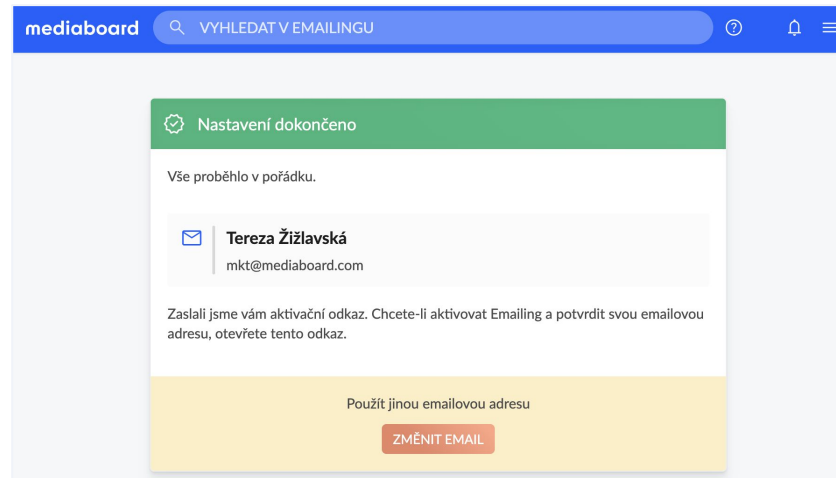 mediaboard
VYHLEDAT V EMAILINGU
Nastavení dokončeno
Vše proběhlo v pořádku.
Tereza Žižlavská
mkt@mediaboard.com
Zaslali jsme vám aktivační odkaz. Chcete-li aktivovat Emailing a potvrdit svou emailovou
adresu, otevřete tento odkaz.
Použít jinou emailovou adresu
ZMĚNIT EMAIL